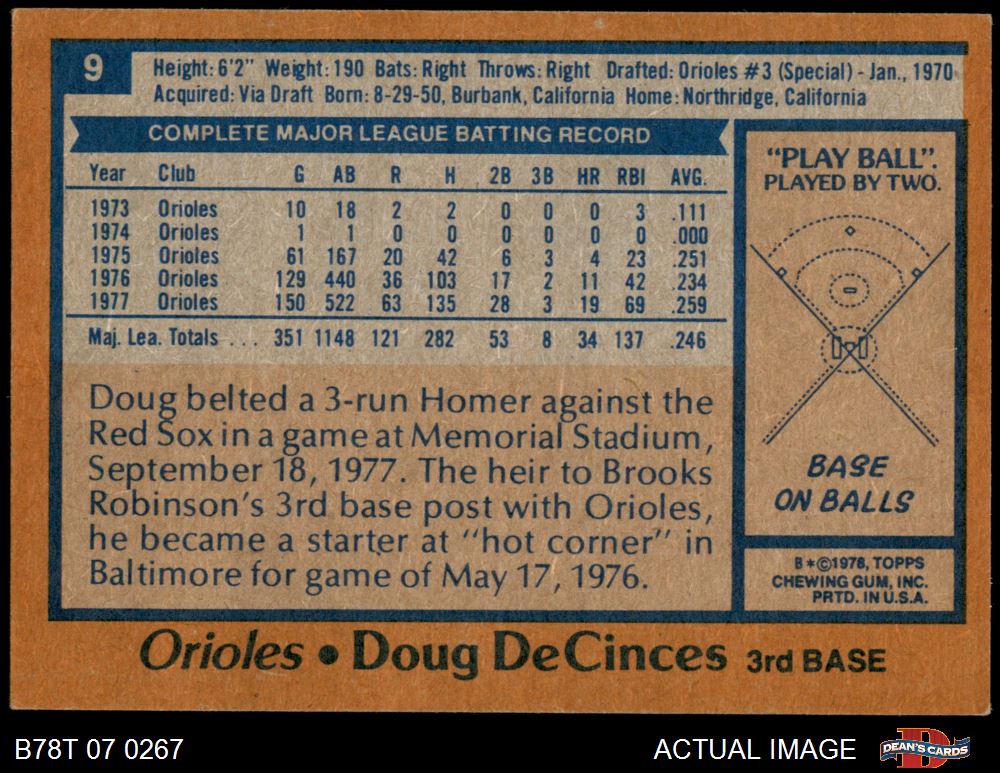 9
Height: 6'2" Weight: 190 Bats: Right Throws: Right Drafted: Orioles #3 (Special) - Jan., 1970
Acquired: Via Draft Born: 8-29-50, Burbank, California Home: Northridge, California
COMPLETE MAJOR LEAGUE BATTING RECORD
Year Club G AB R H 2B 3B HR RBI AVG.
1973 Orioles 10 18 2 2 0 0 0 3 .111
1974 Orioles 1 1 0 0 0 0 0 0 .000
1975 Orioles 61 167 20 42 6 3 4 23 .251
1976 Orioles 129 440 36 103 17 2 11 42 .234
1977 Orioles 150 522 63 135 28 3 19 69 .259
Maj. Lea. Totals . . . 351 1148 121 282 53 8 34 137 .246
Doug belted a 3-run Homer against the
Red Sox in a game at Memorial Stadium,
September 18, 1977. The heir to Brooks
Robinson's 3rd base post with Orioles,
he became a starter at "hot corner" in
Baltimore for game of May 17, 1976.
"PLAY BALL".
PLAYED BY TWO.
BASE
ON BALLS
B*©1978, TOPPS
CHEWING GUM, INC.
PRTD. IN U.S.A.
Orioles • Doug DeCinces 3rd BASE
B78T 07 0267
ACTUAL IMAGE
DEAN'S CARDS